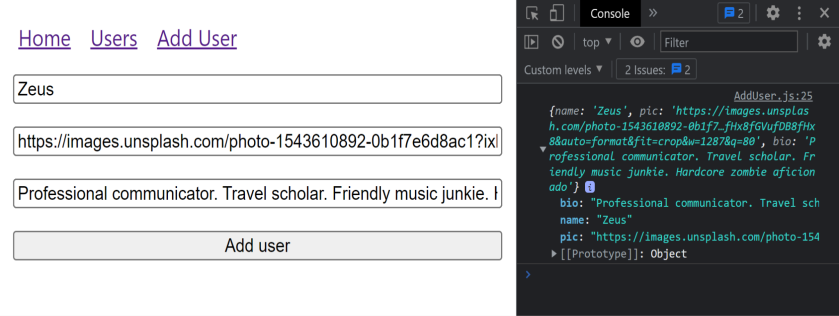 Home Users Add User
Zeus
https://images.unsplash.com/photo-1543610892-0b1f7e6d8ac1?ixl
Professional communicator. Travel scholar. Friendly music junkie. H
Add user
Console » 2
top ▼ Filter
Custom levels ▼ 2 Issues: 2
AddUser.js:25
{name: 'Zeus', pic: 'https://images.unsplas
h.com/photo-1543610892-0b1f7…fHx8fGVufDB8fHx
8&auto=format&fit=crop&w=1287&q=80', bio: 'P
rofessional communicator. Travel scholar. Fr
iendly music junkie. Hardcore zombie aficion
ado'} i
bio: "Professional communicator. Travel sch
name: "Zeus"
pic: "https://images.unsplash.com/photo-154
[[Prototype]]: Object